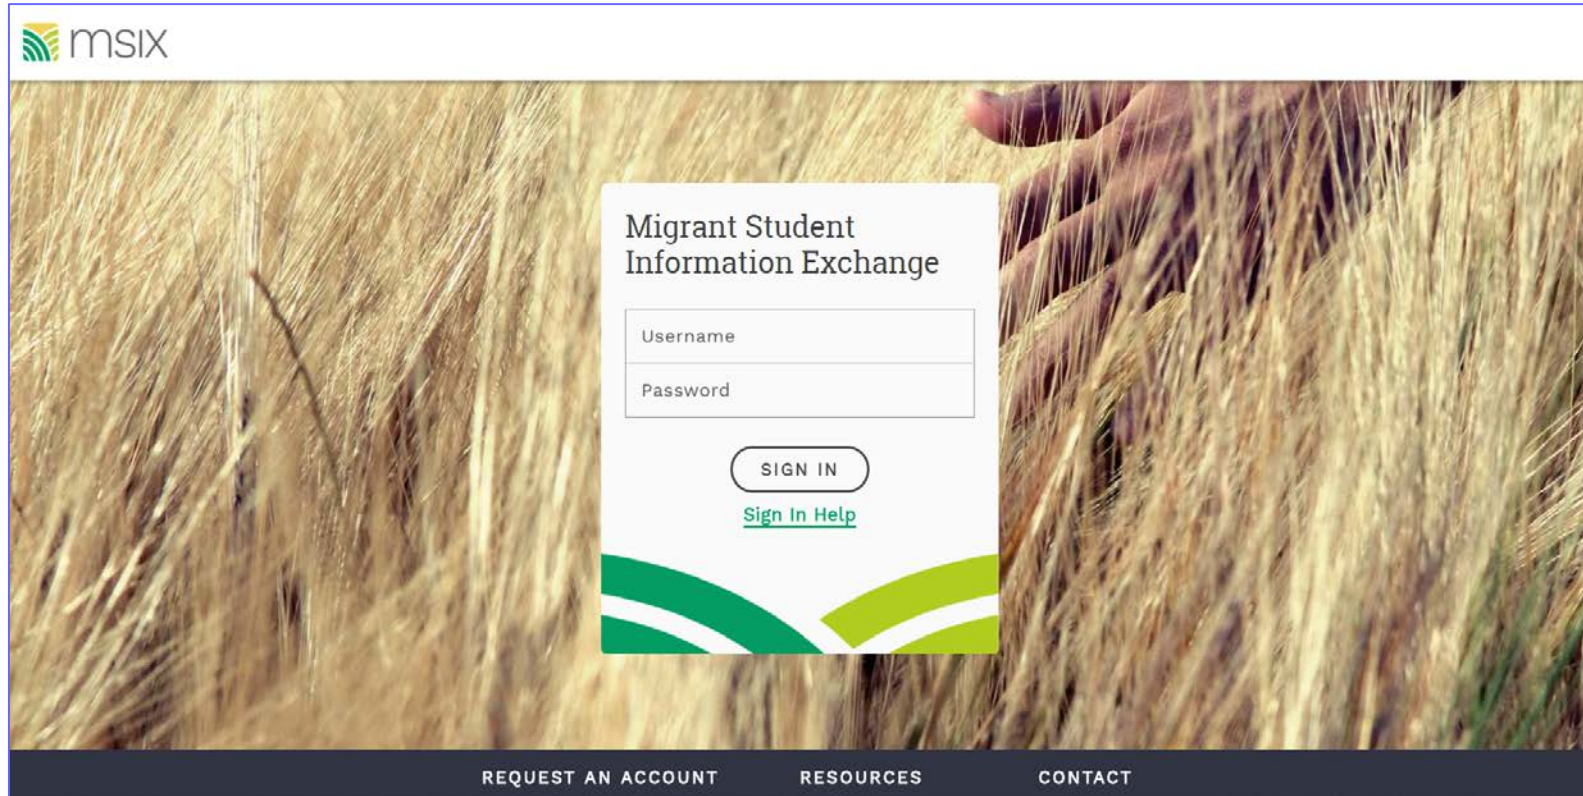 msix
Migrant Student
Information Exchange
Username
Password
SIGN IN
Sign In Help
REQUEST AN ACCOUNT RESOURCES CONTACT